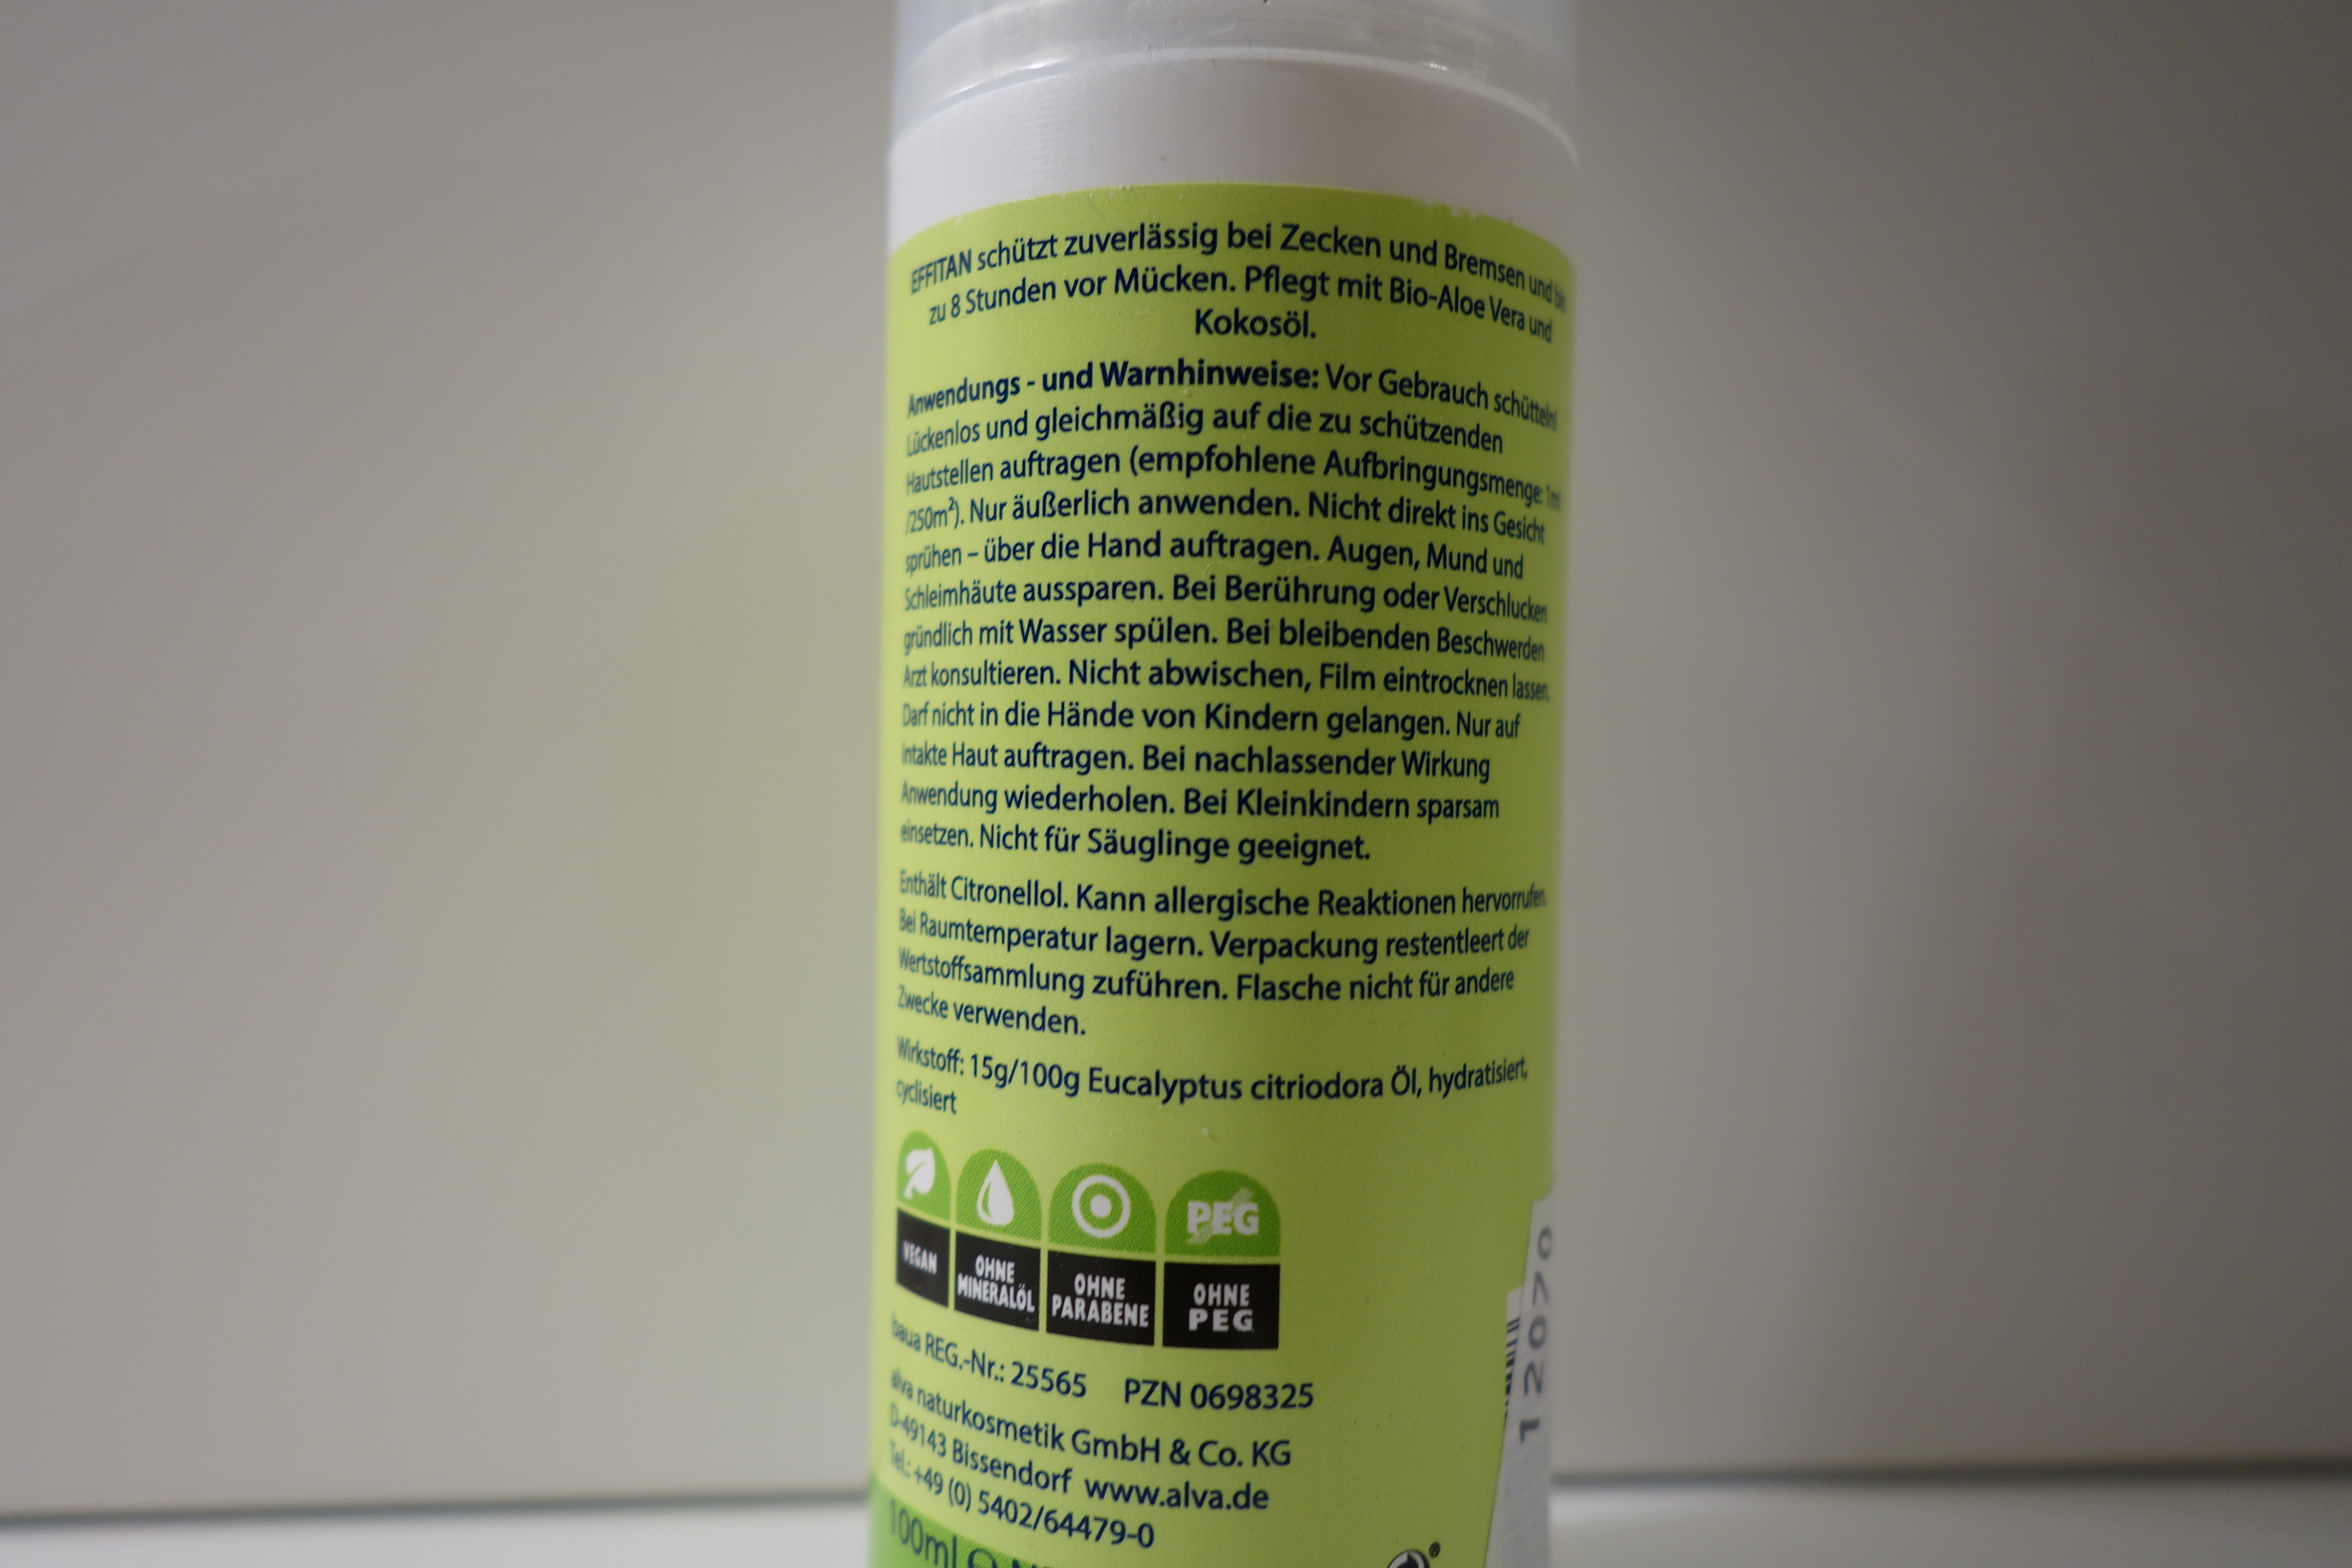 EFFITAN schützt zuverlässig bei Zecken und Bremsen und bis
zu 8 Stunden vor Mücken. Pflegt mit Bio-Aloe Vera und
Kokosöl.
Anwendungs - und Warnhinweise: Vor Gebrauch schütteln!
Lückenlos und gleichmäßig auf die zu schützenden
Hautstellen auftragen (empfohlene Aufbringungsmenge: 1ml
/250m²). Nur äußerlich anwenden. Nicht direkt ins Gesicht
sprühen – über die Hand auftragen. Augen, Mund und
Schleimhäute aussparen. Bei Berührung oder Verschlucken
gründlich mit Wasser spülen. Bei bleibenden Beschwerden
Arzt konsultieren. Nicht abwischen, Film eintrocknen lassen.
Darf nicht in die Hände von Kindern gelangen. Nur auf
intakte Haut auftragen. Bei nachlassender Wirkung
Anwendung wiederholen. Bei Kleinkindern sparsam
einsetzen. Nicht für Säuglinge geeignet.
Enthält Citronellol. Kann allergische Reaktionen hervorrufen.
Bei Raumtemperatur lagern. Verpackung restentleert der
Wertstoffsammlung zuführen. Flasche nicht für andere
Zwecke verwenden.
Wirkstoff: 15g/100g Eucalyptus citriodora Öl, hydratisiert,
cyclisiert
PEG
VEGAN
OHNE
MINERALÖL
OHNE
PARABENE
OHNE
PEG
baua REG.-Nr.: 25565 PZN 0698325
alva naturkosmetik GmbH & Co. KG
D-49143 Bissendorf www.alva.de
Tel.: +49 (0) 5402/64479-0
100ml ℮
12070